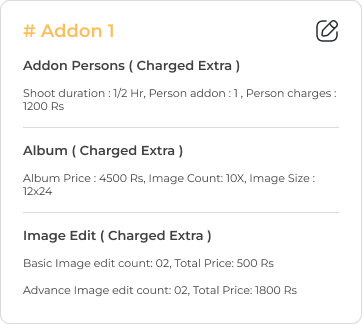 # Addon 1
Addon Persons ( Charged Extra )
Shoot duration : 1/2 Hr, Person addon : 1 , Person charges :
1200 Rs
Album ( Charged Extra )
Album Price : 4500 Rs, Image Count: 10X, Image Size :
12x24
Image Edit ( Charged Extra )
Basic Image edit count: 02, Total Price: 500 Rs
Advance Image edit count: 02, Total Price: 1800 Rs